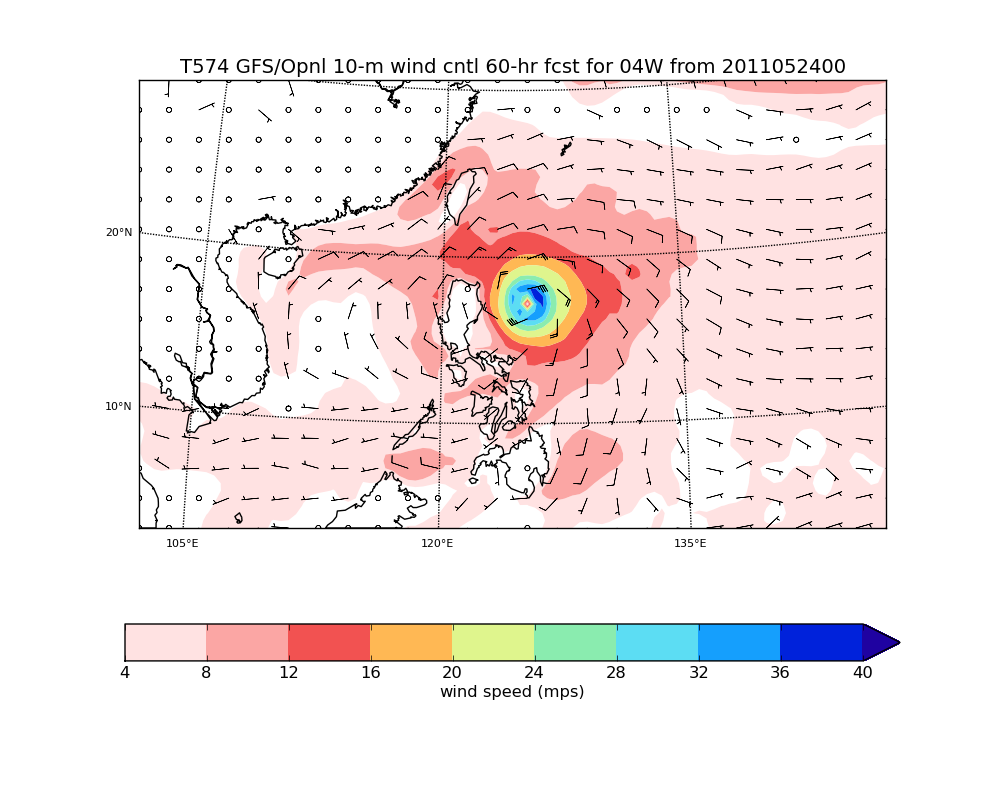 T574 GFS/Opnl 10-m wind cntl 60-hr fcst for 04W from 2011052400
20°N
10°N
105°E 120°E 135°E
4 8 12 16 20 24 28 32 36 40
wind speed (mps)